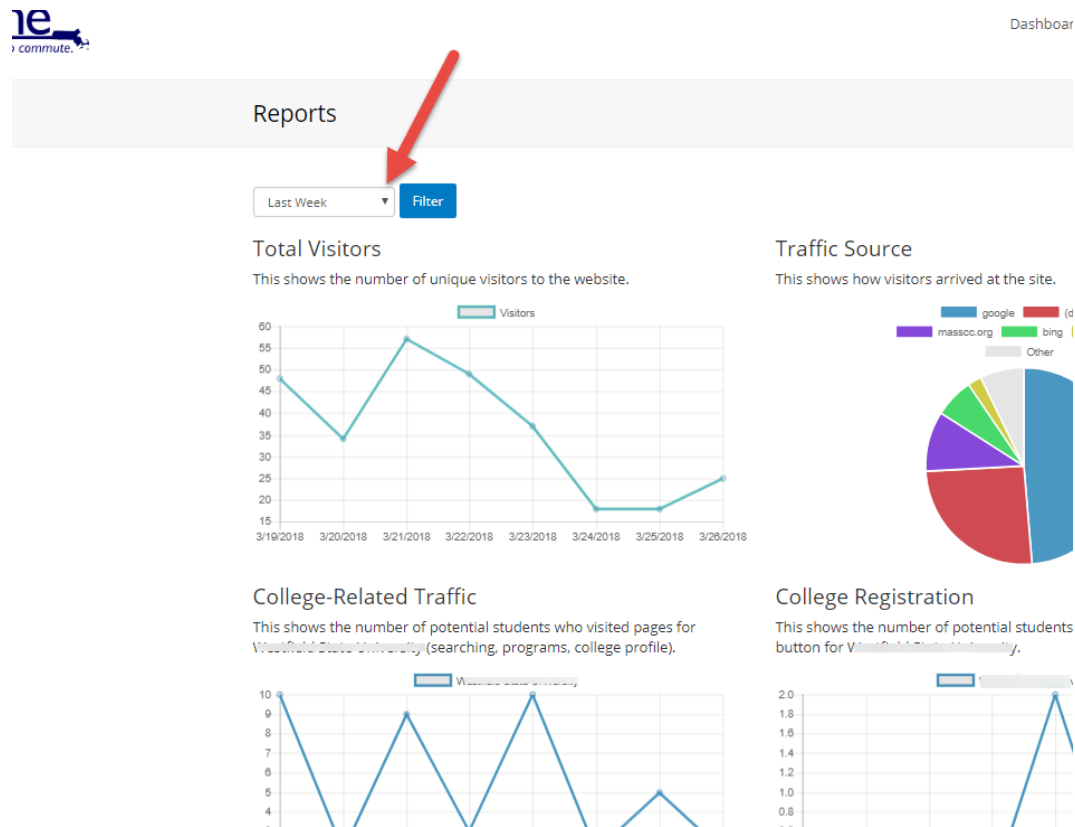 ne
commute.
Dashboar
Reports
Last Week
Filter
Total Visitors
This shows the number of unique visitors to the website.
Visitors
60
55
50
45
40
35
30
25
20
15
3/19/2018 3/20/2018 3/21/2018 3/22/2018 3/23/2018 3/24/2018 3/25/2018 3/26/2018
Traffic Source
This shows how visitors arrived at the site.
google (d
masscc.org bing
Other
College-Related Traffic
This shows the number of potential students who visited pages for
(searching, programs, college profile).
10
9
8
7
6
5
4
College Registration
This shows the number of potential students
button for
2.0
1.8
1.6
1.4
1.2
1.0
0.8